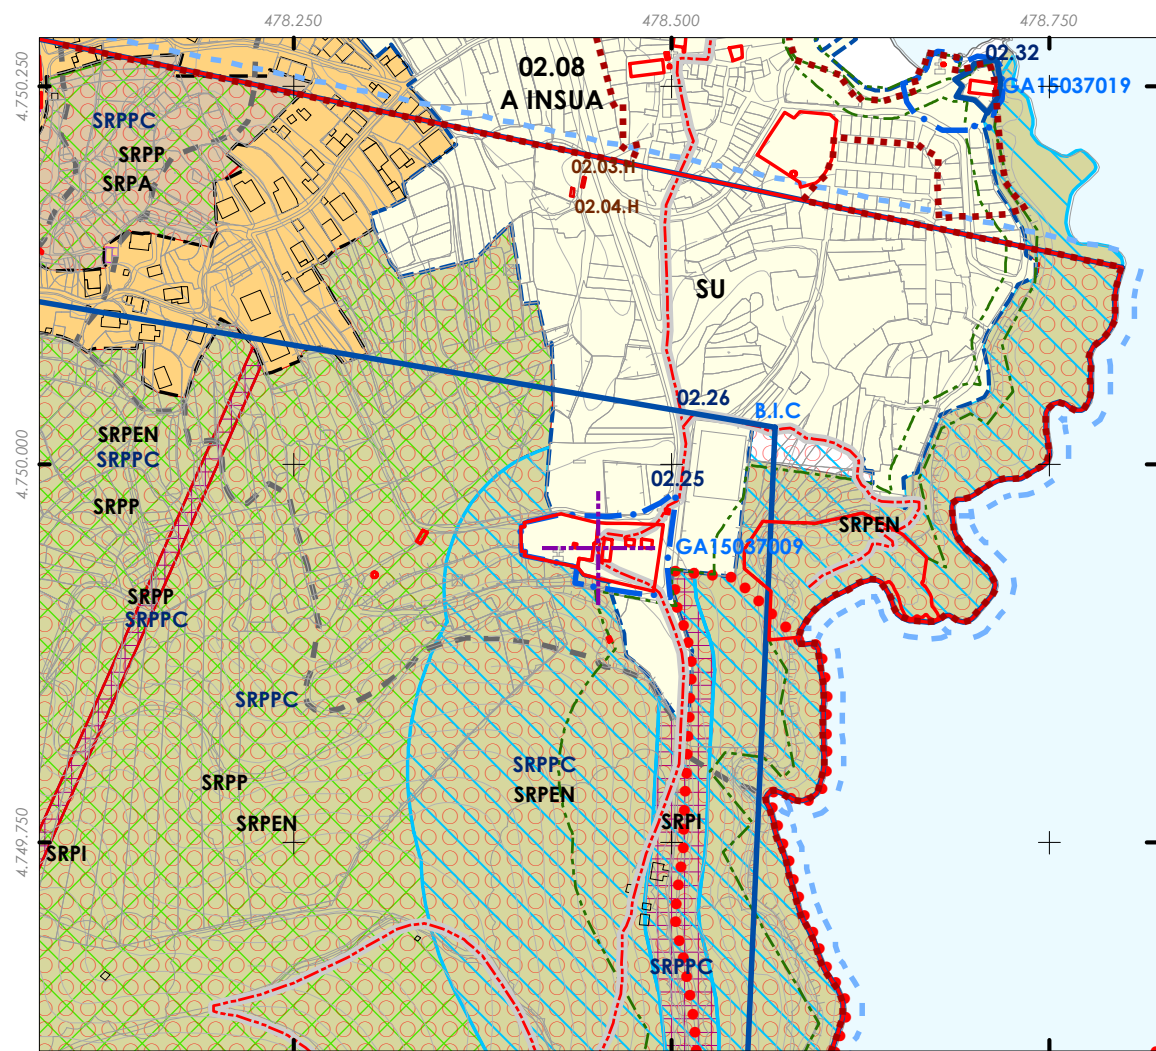 478.250
478.500
478.750
4.750.250
4.750.000
4.749.750
02.08
A INSUA
02.32
GA15037019
SRPPC
SRPP
SRPA
02.03.H
02.04.H
SU
02.26
B.I.C
SRPEN
SRPPC
02.25
SRPP
SRPEN
GA15037009
SRPP
SRPPC
SRPPC
SRPPC
SRPEN
SRPP
SRPEN
SRPI
SRPI
SRPPC